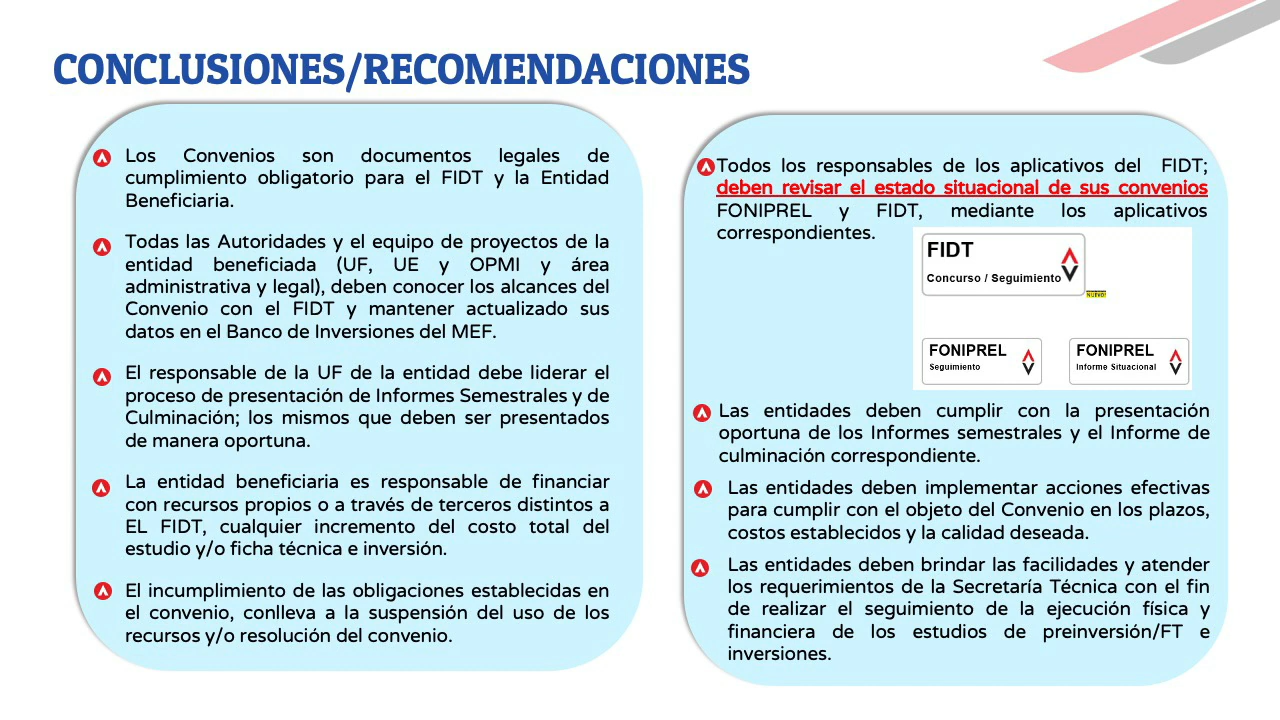 CONCLUSIONES/RECOMENDACIONES
Los Convenios son documentos legales de
cumplimiento obligatorio para el FIDT y la Entidad
Beneficiaria.
Todas las Autoridades y el equipo de proyectos de la
entidad beneficiada (UF, UE y OPMI y área
administrativa y legal), deben conocer los alcances del
Convenio con el FIDT y mantener actualizado sus
datos en el Banco de Inversiones del MEF.
El responsable de la UF de la entidad debe liderar el
proceso de presentación de Informes Semestrales y de
Culminación; los mismos que deben ser presentados
de manera oportuna.
La entidad beneficiaria es responsable de financiar
con recursos propios o a través de terceros distintos a
EL FIDT, cualquier incremento del costo total del
estudio y/o ficha técnica e inversión.
El incumplimiento de las obligaciones establecidas en
el convenio, conlleva a la suspensión del uso de los
recursos y/o resolución del convenio.
Todos los responsables de los aplicativos del FIDT;
deben revisar el estado situacional de sus convenios
FONIPREL y FIDT, mediante los aplicativos
correspondientes.
FIDT
Concurso / Seguimiento
NUEVO!
FONIPREL
Seguimiento
FONIPREL
Informe Situacional
Las entidades deben cumplir con la presentación
oportuna de los Informes semestrales y el Informe de
culminación correspondiente.
Las entidades deben implementar acciones efectivas
para cumplir con el objeto del Convenio en los plazos,
costos establecidos y la calidad deseada.
Las entidades deben brindar las facilidades y atender
los requerimientos de la Secretaría Técnica con el fin
de realizar el seguimiento de la ejecución física y
financiera de los estudios de preinversión/FT e
inversiones.